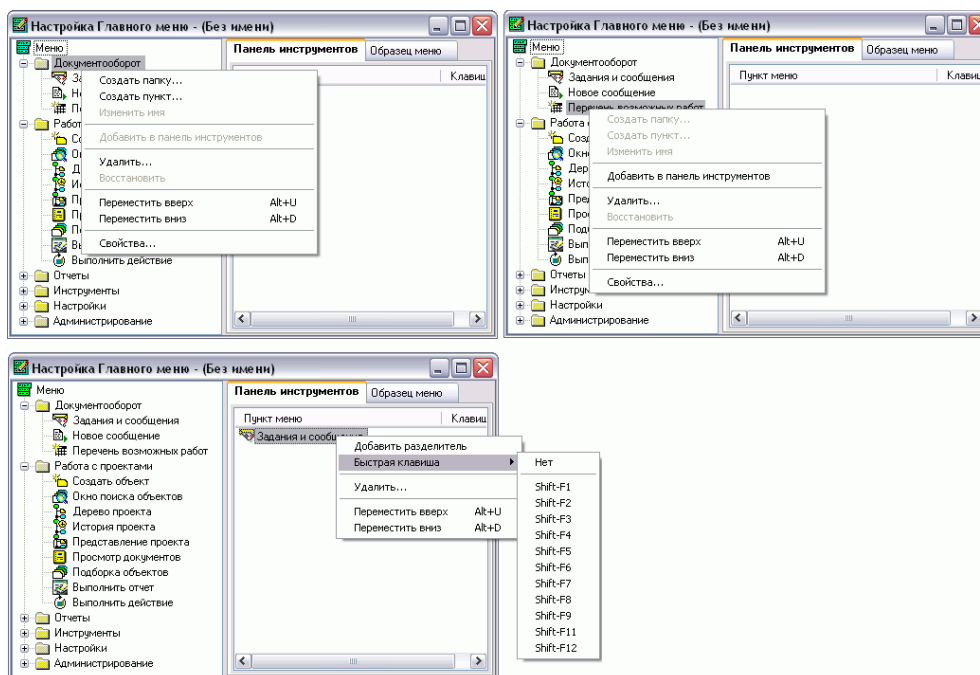 Настройка Главного меню - (Без имени)
Меню
Документооборот
Создать папку...
Создать пункт...
Изменить имя
Добавить в панель инструментов
Удалить...
Восстановить
Переместить вверх Alt+U
Переместить вниз Alt+D
Свойства...
Выполнить действие
Отчеты
Инструменты
Настройки
Администрирование
Панель инструментов Образец меню
Клавиш
Настройка Главного меню - (Без имени)
Меню
Документооборот
Задания и сообщения
Новое сообщение
Перечень возможных работ
Создать папку...
Создать пункт...
Изменить имя
Добавить в панель инструментов
Удалить...
Восстановить
Переместить вверх Alt+U
Переместить вниз Alt+D
Свойства...
Отчеты
Настройки
Администрирование
Панель инструментов Образец меню
Пункт меню Клавиш
Настройка Главного меню - (Без имени)
Меню
Документооборот
Задания и сообщения
Новое сообщение
Перечень возможных работ
Работа с проектами
Создать объект
Окно поиска объектов
Дерево проекта
История проекта
Представление проекта
Просмотр документов
Подборка объектов
Выполнить отчет
Выполнить действие
Отчеты
Инструменты
Настройки
Администрирование
Панель инструментов Образец меню
Пункт меню Клавиш
Задания и сообщения
Добавить разделитель
Быстрая клавиша
Удалить...
Переместить вверх Alt+U
Переместить вниз Alt+D
Нет
Shift-F1
Shift-F2
Shift-F3
Shift-F4
Shift-F5
Shift-F6
Shift-F7
Shift-F8
Shift-F9
Shift-F11
Shift-F12